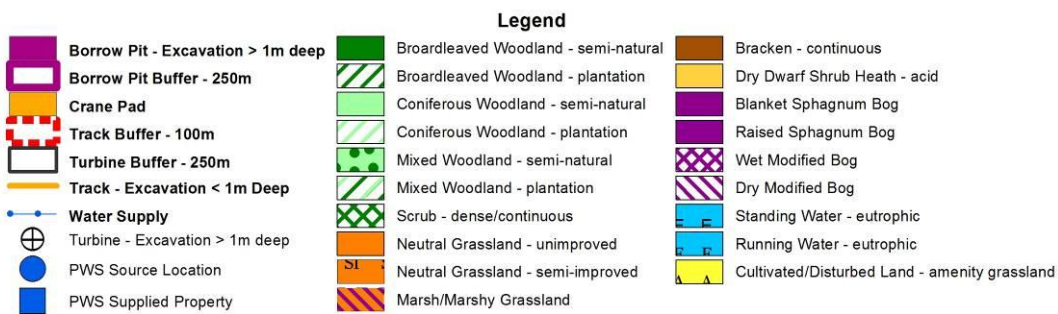 Legend
Borrow Pit - Excavation > 1m deep
Borrow Pit Buffer - 250m
Crane Pad
Track Buffer - 100m
Turbine Buffer - 250m
Track - Excavation < 1m Deep
Water Supply
Turbine - Excavation > 1m deep
PWS Source Location
PWS Supplied Property
Broardleaved Woodland - semi-natural
Broardleaved Woodland - plantation
Coniferous Woodland - semi-natural
Coniferous Woodland - plantation
Mixed Woodland - semi-natural
Mixed Woodland - plantation
Scrub - dense/continuous
Neutral Grassland - unimproved
SI Neutral Grassland - semi-improved
Marsh/Marshy Grassland
Bracken - continuous
Dry Dwarf Shrub Heath - acid
Blanket Sphagnum Bog
Raised Sphagnum Bog
Wet Modified Bog
Dry Modified Bog
Standing Water - eutrophic
Running Water - eutrophic
A A Cultivated/Disturbed Land - amenity grassland